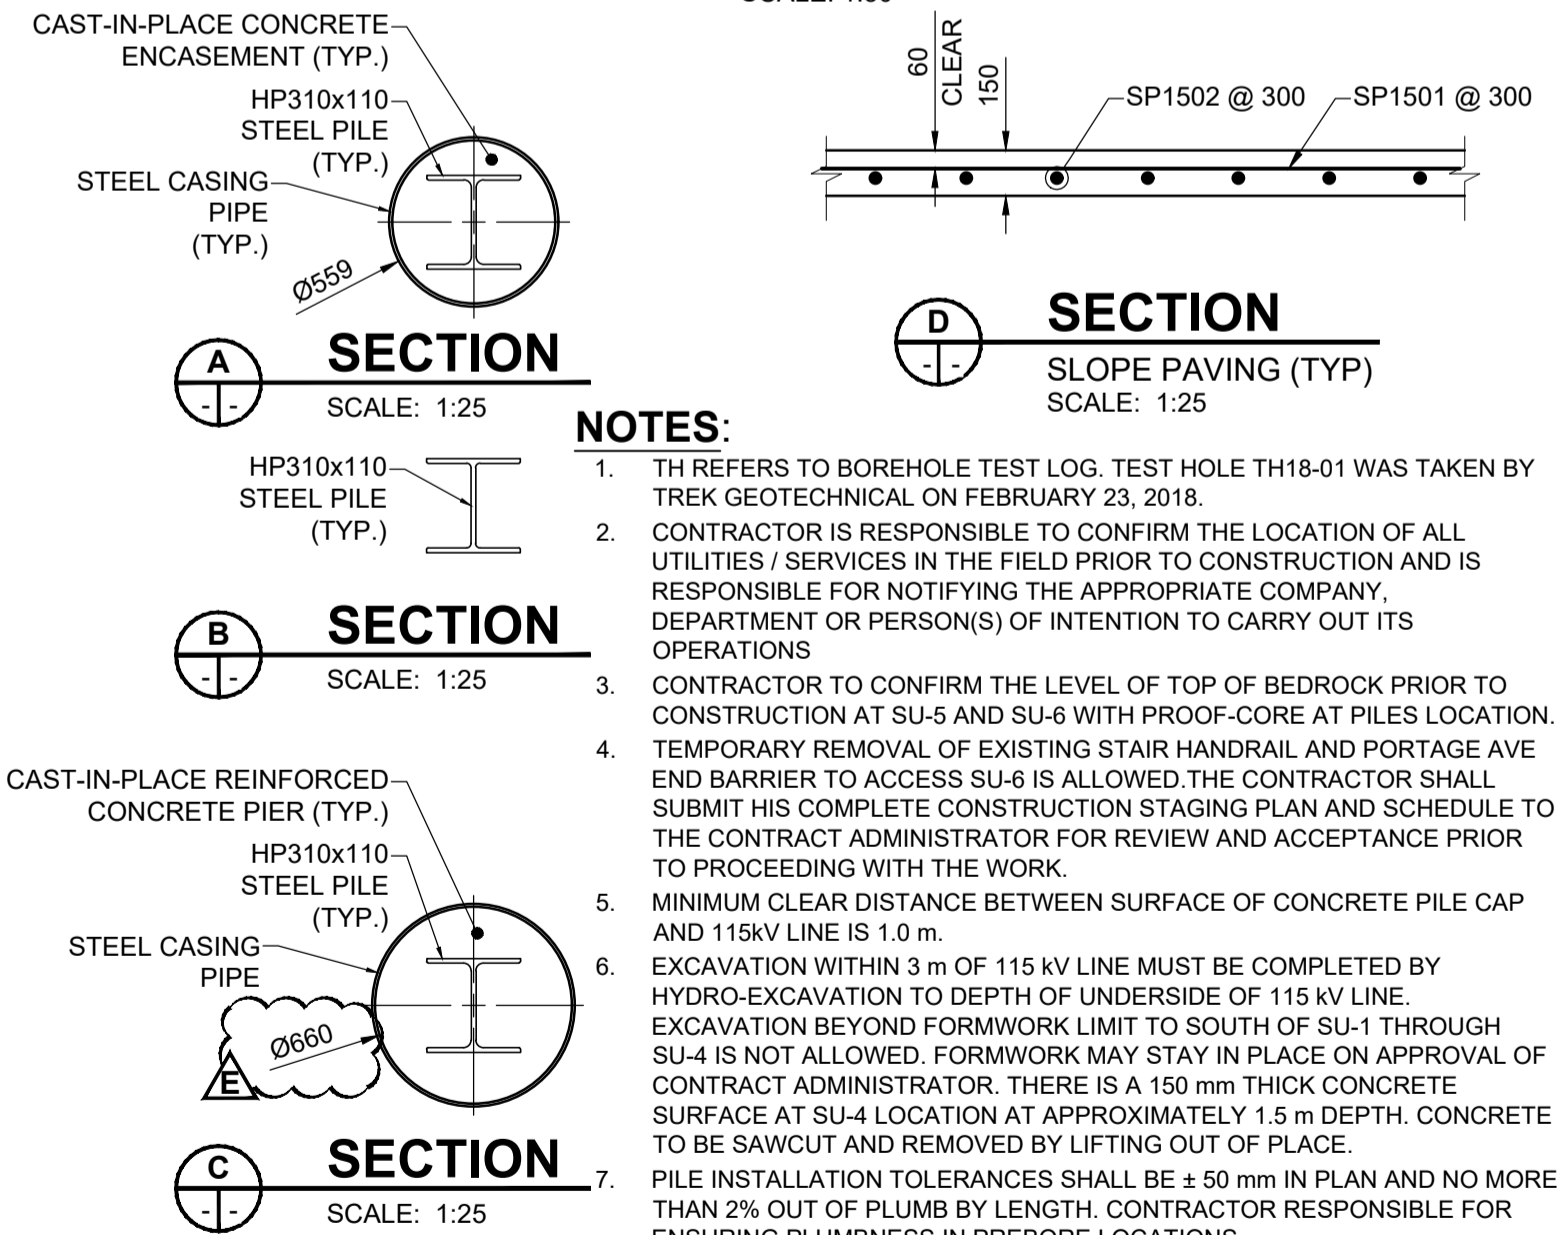 CAST-IN-PLACE CONCRETE
ENCASEMENT (TYP.)
HP310x110
STEEL PILE
(TYP.)
STEEL CASING
PIPE
(TYP.)
Ø559
A
- -
SECTION
SCALE: 1:25
60
CLEAR
150
SP1502 @ 300
SP1501 @ 300
D
- -
SECTION
SLOPE PAVING (TYP)
SCALE: 1:25
HP310x110
STEEL PILE
(TYP.)
B
- -
SECTION
SCALE: 1:25
CAST-IN-PLACE REINFORCED
CONCRETE PIER (TYP.)
HP310x110
STEEL PILE
(TYP.)
STEEL CASING
PIPE
Ø660
E
C
- -
SECTION
SCALE: 1:25
NOTES:
1. TH REFERS TO BOREHOLE TEST LOG. TEST HOLE TH18-01 WAS TAKEN BY
TREK GEOTECHNICAL ON FEBRUARY 23, 2018.
2. CONTRACTOR IS RESPONSIBLE TO CONFIRM THE LOCATION OF ALL
UTILITIES / SERVICES IN THE FIELD PRIOR TO CONSTRUCTION AND IS
RESPONSIBLE FOR NOTIFYING THE APPROPRIATE COMPANY,
DEPARTMENT OR PERSON(S) OF INTENTION TO CARRY OUT ITS
OPERATIONS
3. CONTRACTOR TO CONFIRM THE LEVEL OF TOP OF BEDROCK PRIOR TO
CONSTRUCTION AT SU-5 AND SU-6 WITH PROOF-CORE AT PILES LOCATION.
4. TEMPORARY REMOVAL OF EXISTING STAIR HANDRAIL AND PORTAGE AVE
END BARRIER TO ACCESS SU-6 IS ALLOWED.THE CONTRACTOR SHALL
SUBMIT HIS COMPLETE CONSTRUCTION STAGING PLAN AND SCHEDULE TO
THE CONTRACT ADMINISTRATOR FOR REVIEW AND ACCEPTANCE PRIOR
TO PROCEEDING WITH THE WORK.
5. MINIMUM CLEAR DISTANCE BETWEEN SURFACE OF CONCRETE PILE CAP
AND 115kV LINE IS 1.0 m.
6. EXCAVATION WITHIN 3 m OF 115 kV LINE MUST BE COMPLETED BY
HYDRO-EXCAVATION TO DEPTH OF UNDERSIDE OF 115 kV LINE.
EXCAVATION BEYOND FORMWORK LIMIT TO SOUTH OF SU-1 THROUGH
SU-4 IS NOT ALLOWED. FORMWORK MAY STAY IN PLACE ON APPROVAL OF
CONTRACT ADMINISTRATOR. THERE IS A 150 mm THICK CONCRETE
SURFACE AT SU-4 LOCATION AT APPROXIMATELY 1.5 m DEPTH. CONCRETE
TO BE SAWCUT AND REMOVED BY LIFTING OUT OF PLACE.
7. PILE INSTALLATION TOLERANCES SHALL BE ± 50 mm IN PLAN AND NO MORE
THAN 2% OUT OF PLUMB BY LENGTH. CONTRACTOR RESPONSIBLE FOR
ENSURING PLUMBNESS IN PREBORE LOCATIONS